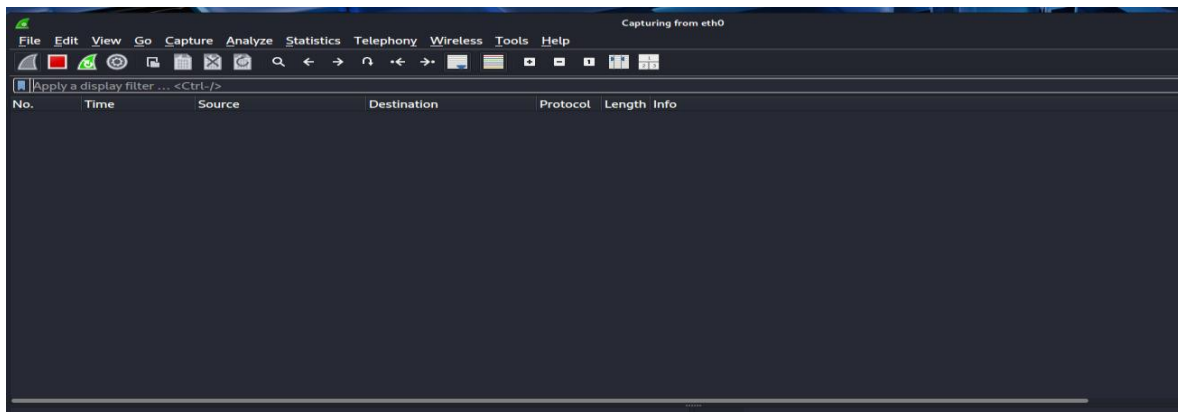 Capturing from eth0
File Edit View Go Capture Analyze Statistics Telephony Wireless Tools Help
Apply a display filter ... <Ctrl-/>
No. Time Source Destination Protocol Length Info